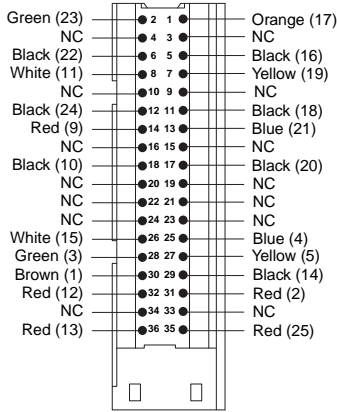 Green (23) 2 1 Orange (17)
NC 4 3 NC
Black (22) 6 5 Black (16)
White (11) 8 7 Yellow (19)
NC 10 9 NC
Black (24) 12 11 Black (18)
Red (9) 14 13 Blue (21)
NC 16 15 NC
Black (10) 18 17 Black (20)
NC 20 19 NC
NC 22 21 NC
NC 24 23 NC
White (15) 26 25 Blue (4)
Green (3) 28 27 Yellow (5)
Brown (1) 30 29 Black (14)
Red (12) 32 31 Red (2)
NC 34 33 NC
Red (13) 36 35 Red (25)